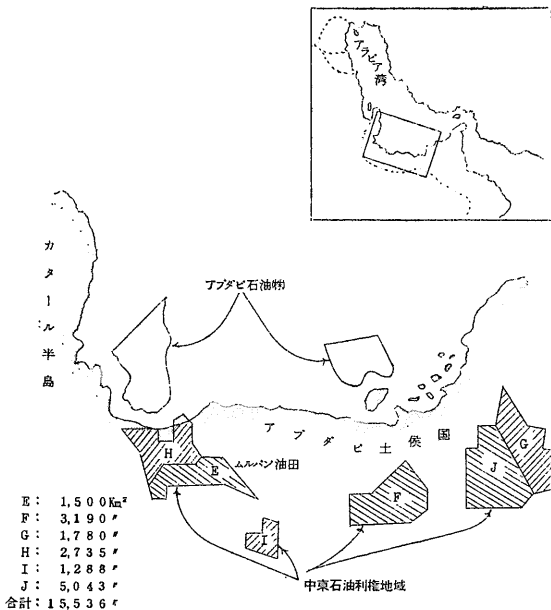 アラビア湾
カタール半島
アブダビ石油㈱
アブダビ土侯国
H
E
ムルバン油田
F
G
J
I
中京石油利権地域
E: 1,500Km²
F: 3,190 〃
G: 1,780 〃
H: 2,735 〃
I: 1,288 〃
J: 5,043 〃
合計:15,536 〃